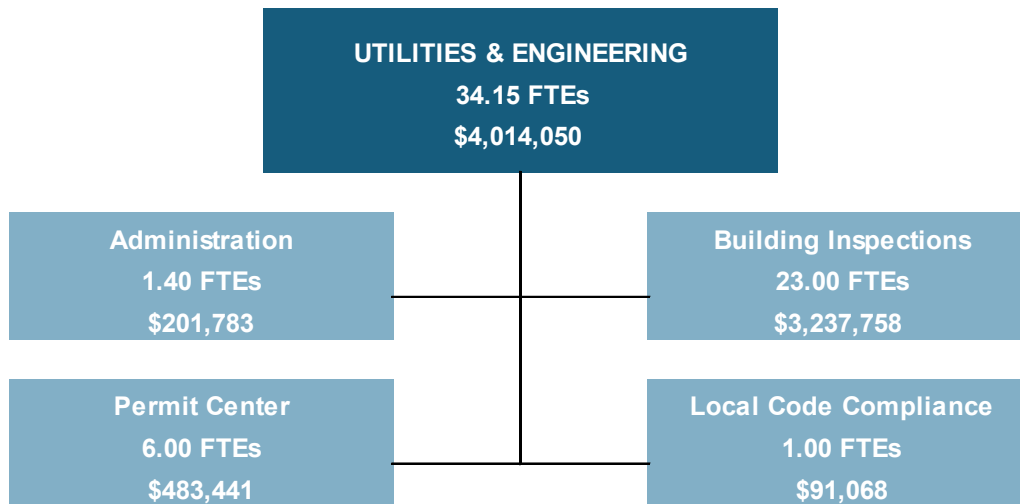 UTILITIES & ENGINEERING
34.15 FTEs
$4,014,050
Administration
1.40 FTEs
$201,783
Building Inspections
23.00 FTEs
$3,237,758
Permit Center
6.00 FTEs
$483,441
Local Code Compliance
1.00 FTEs
$91,068